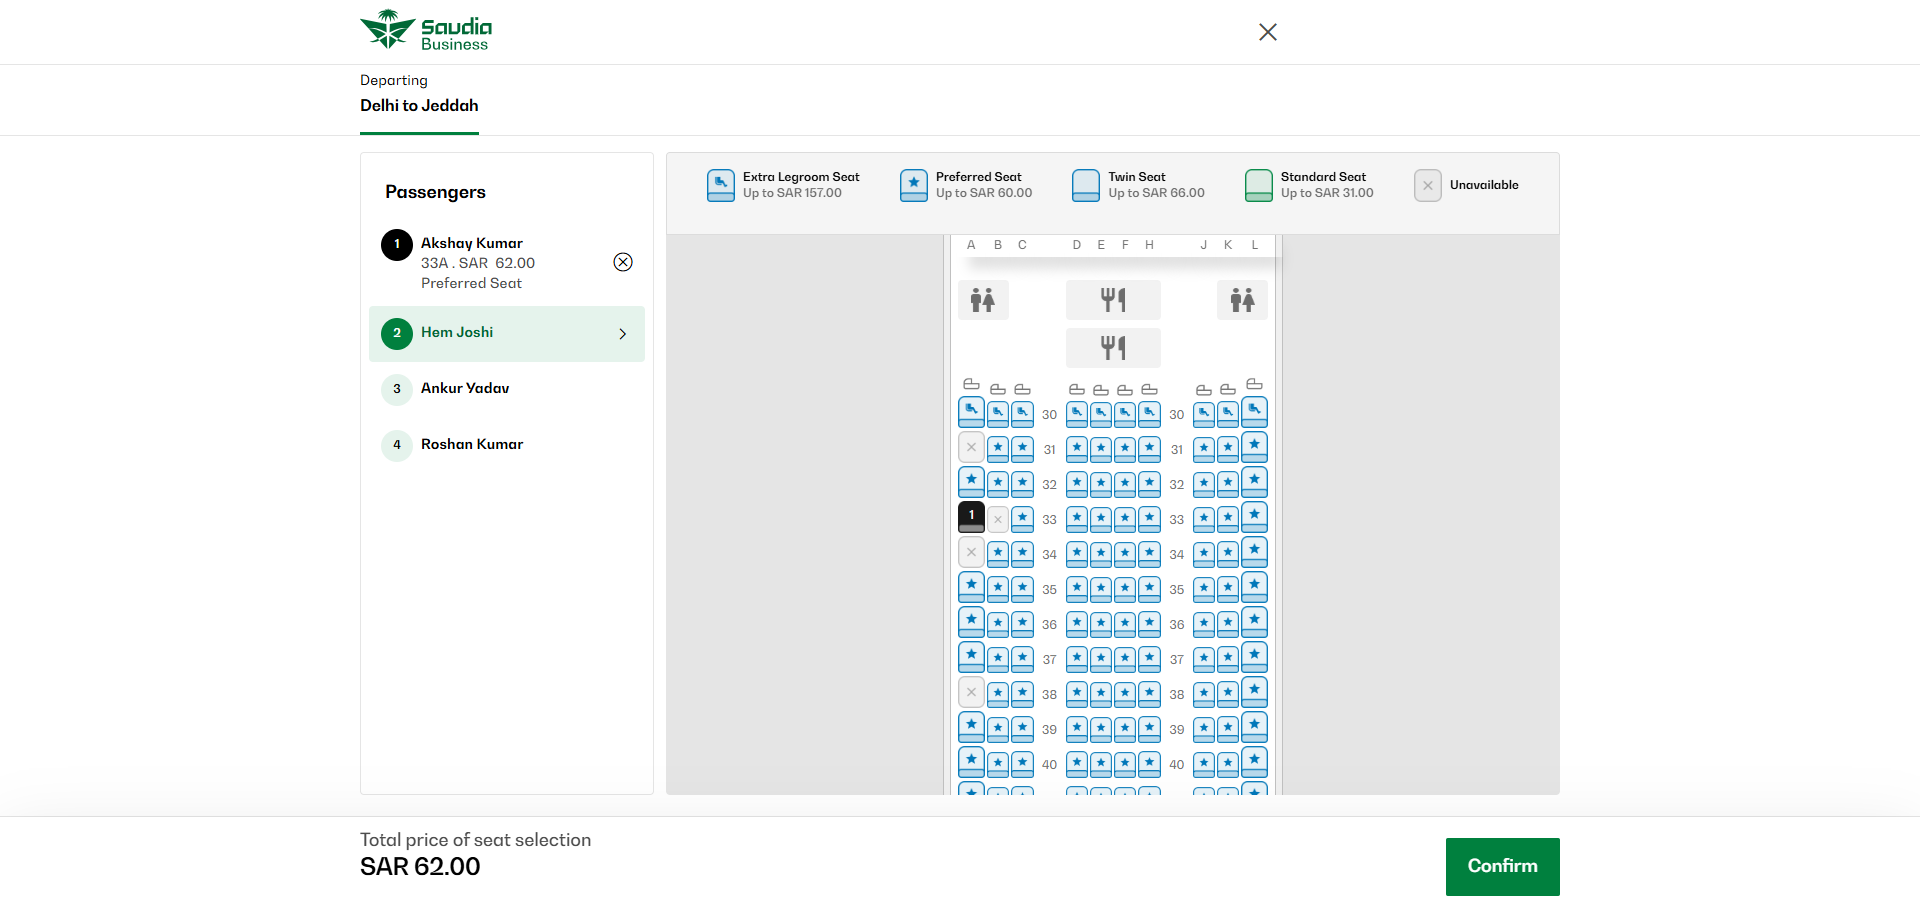 Saudia
Business
Departing
Delhi to Jeddah
Passengers
1 Akshay Kumar
33A . SAR 62.00
Preferred Seat
2 Hem Joshi
3 Ankur Yadav
4 Roshan Kumar
Extra Legroom Seat
Up to SAR 157.00
Preferred Seat
Up to SAR 60.00
Twin Seat
Up to SAR 66.00
Standard Seat
Up to SAR 31.00
Unavailable
A B C D E F H J K L
30 30
31 31
32 32
1 33 33
34 34
35 35
36 36
37 37
38 38
39 39
40 40
Total price of seat selection
SAR 62.00
Confirm